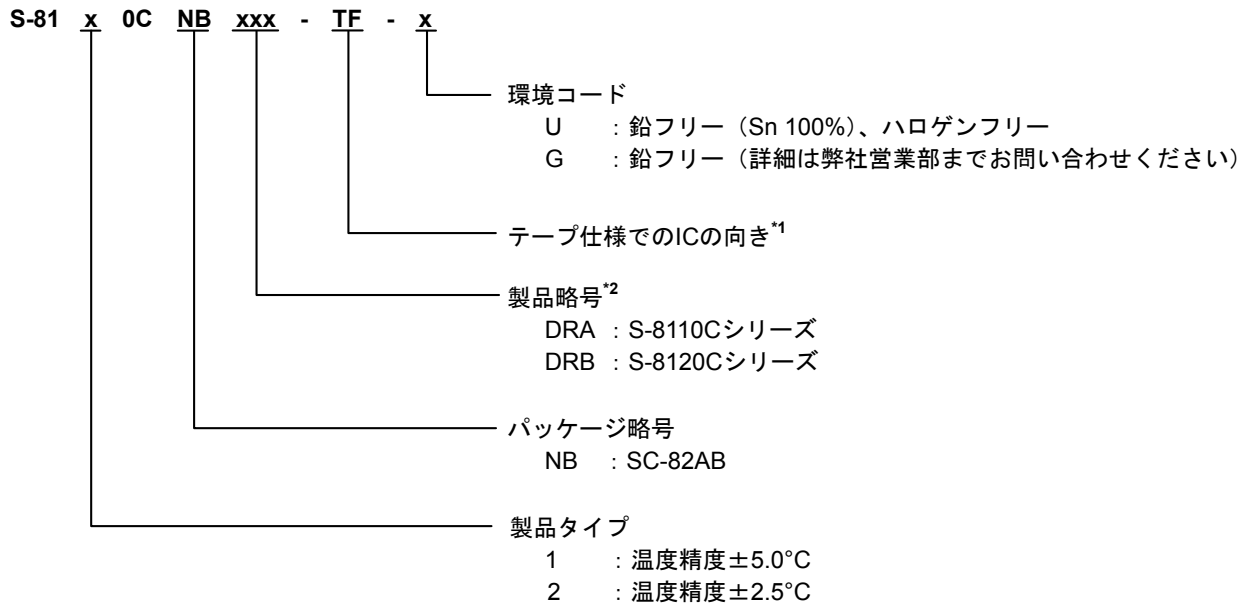 S-81 x 0C NB xxx - TF - x
環境コード
U : 鉛フリー（Sn 100%）、ハロゲンフリー
G : 鉛フリー（詳細は弊社営業部までお問い合わせください）
テープ仕様でのICの向き*1
製品略号*2
DRA : S-8110Cシリーズ
DRB : S-8120Cシリーズ
パッケージ略号
NB : SC-82AB
製品タイプ
1 : 温度精度±5.0°C
2 : 温度精度±2.5°C